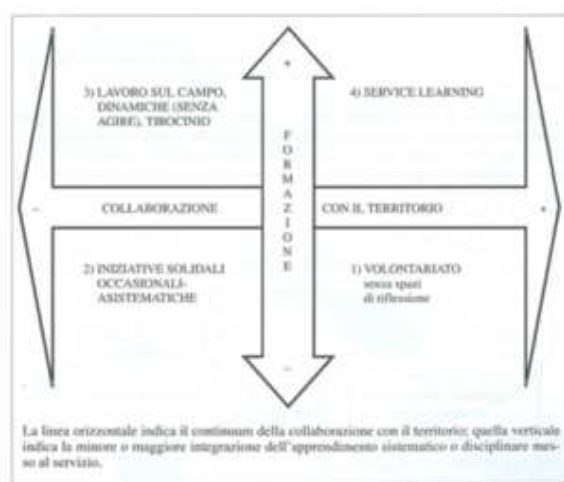 +
3) LAVORO SUL CAMPO,
DINAMICHE (SENZA
AGIRE), TIROCINIO
4) SERVICE LEARNING
FORMAZIONE
-
COLLABORAZIONE
CON IL TERRITORIO
+
2) INIZIATIVE SOLIDALI
OCCASIONALI-
ASISTEMATICHE
1) VOLONTARIATO
senza spazi
di riflessione
-
La linea orizzontale indica il continuum della collaborazione con il territorio; quella verticale
indica la minore o maggiore integrazione dell'apprendimento sistematico o disciplinare mes-
so al servizio.